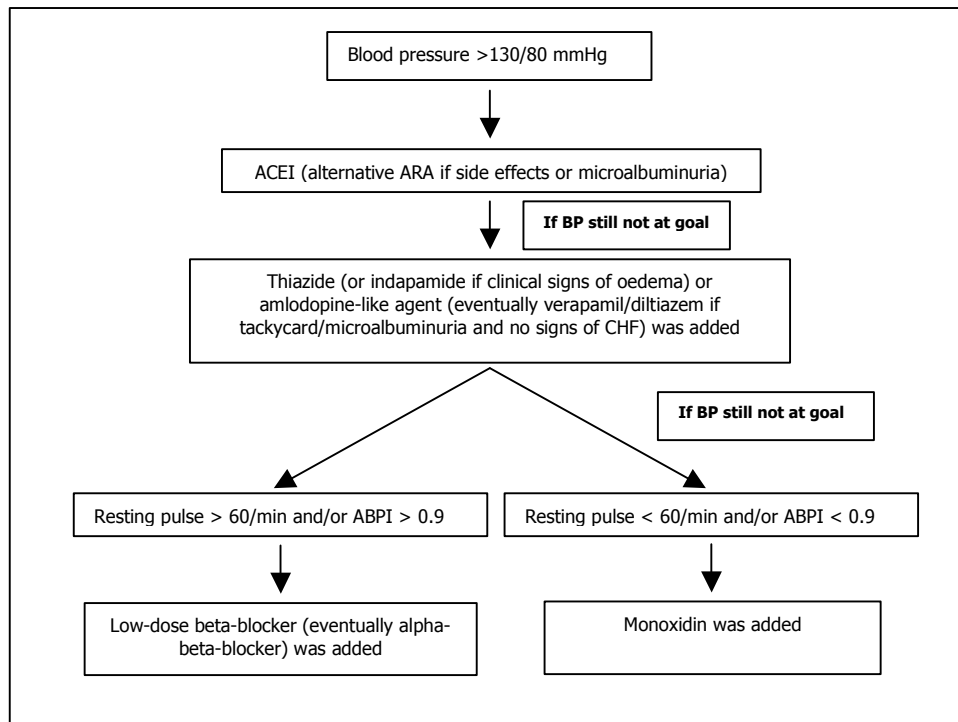 Blood pressure >130/80 mmHg
ACEI (alternative ARA if side effects or microalbuminuria)
If BP still not at goal
Thiazide (or indapamide if clinical signs of oedema) or
amlodopine-like agent (eventually verapamil/diltiazem if
tackycard/microalbuminuria and no signs of CHF) was added
If BP still not at goal
Resting pulse > 60/min and/or ABPI > 0.9
Resting pulse < 60/min and/or ABPI < 0.9
Low-dose beta-blocker (eventually alpha-
beta-blocker) was added
Monoxidin was added